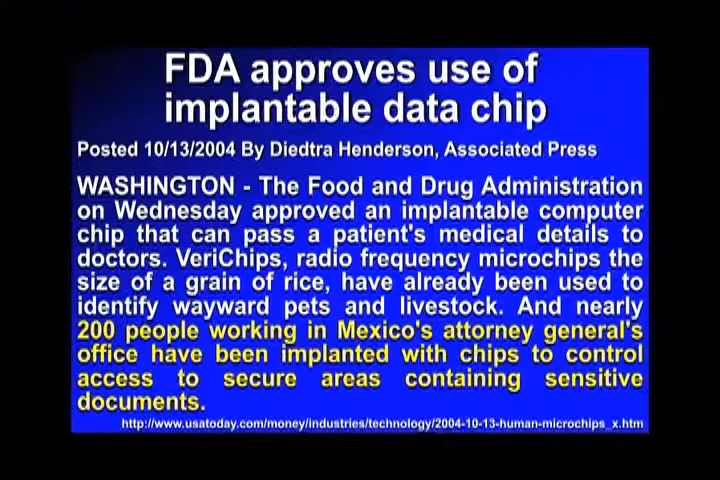 FDA approves use of
implantable data chip
Posted 10/13/2004 By Diedtra Henderson, Associated Press
WASHINGTON - The Food and Drug Administration
on Wednesday approved an implantable computer
chip that can pass a patient's medical details to
doctors. VeriChips, radio frequency microchips the
size of a grain of rice, have already been used to
identify wayward pets and livestock. And nearly
200 people working in Mexico's attorney general's
office have been implanted with chips to control
access to secure areas containing sensitive
documents.
http://www.usatoday.com/money/industries/technology/2004-10-13-human-microchips_x.htm